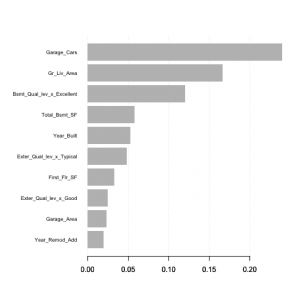 Garage_Cars
Gr_Liv_Area
Bsmt_Qual_lev_x_Excellent
Total_Bsmt_SF
Year_Built
Exter_Qual_lev_x_Typical
First_Flr_SF
Exter_Qual_lev_x_Good
Garage_Area
Year_Remod_Add
0.00 0.05 0.10 0.15 0.20